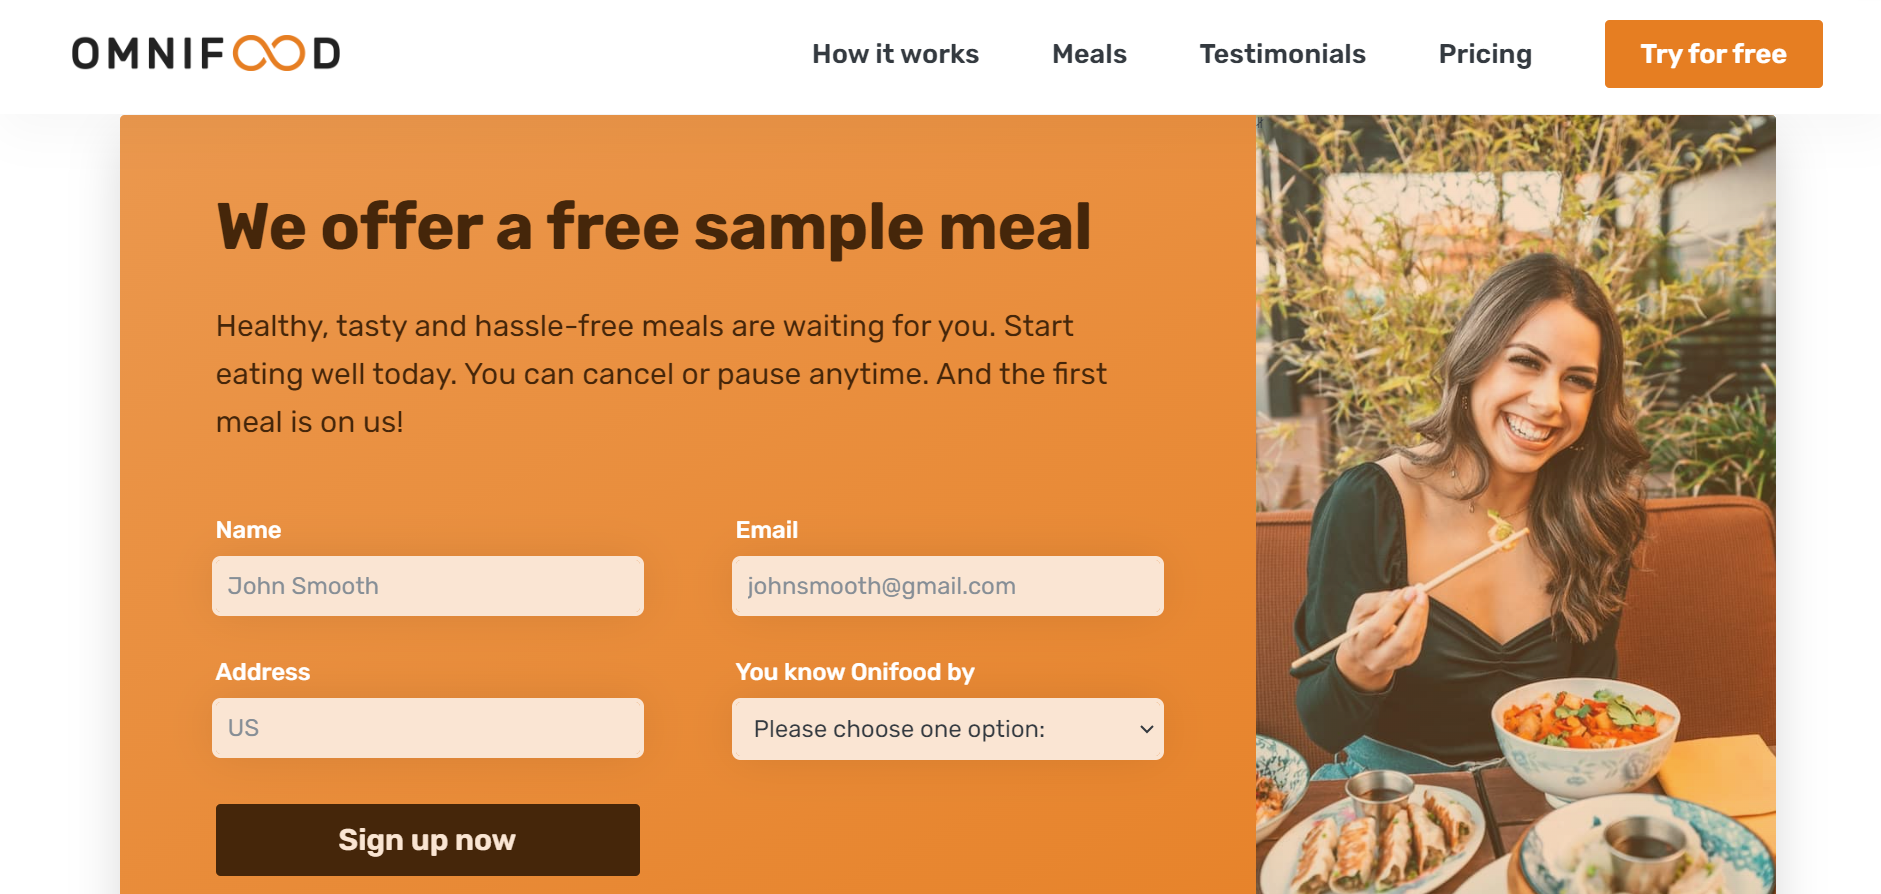 OMNIFOOD
How it works
Meals
Testimonials
Pricing
Try for free
We offer a free sample meal
Healthy, tasty and hassle-free meals are waiting for you. Start
eating well today. You can cancel or pause anytime. And the first
meal is on us!
Name
Email
John Smooth
johnsmooth@gmail.com
Address
You know Onifood by
US
Please choose one option:
Sign up now